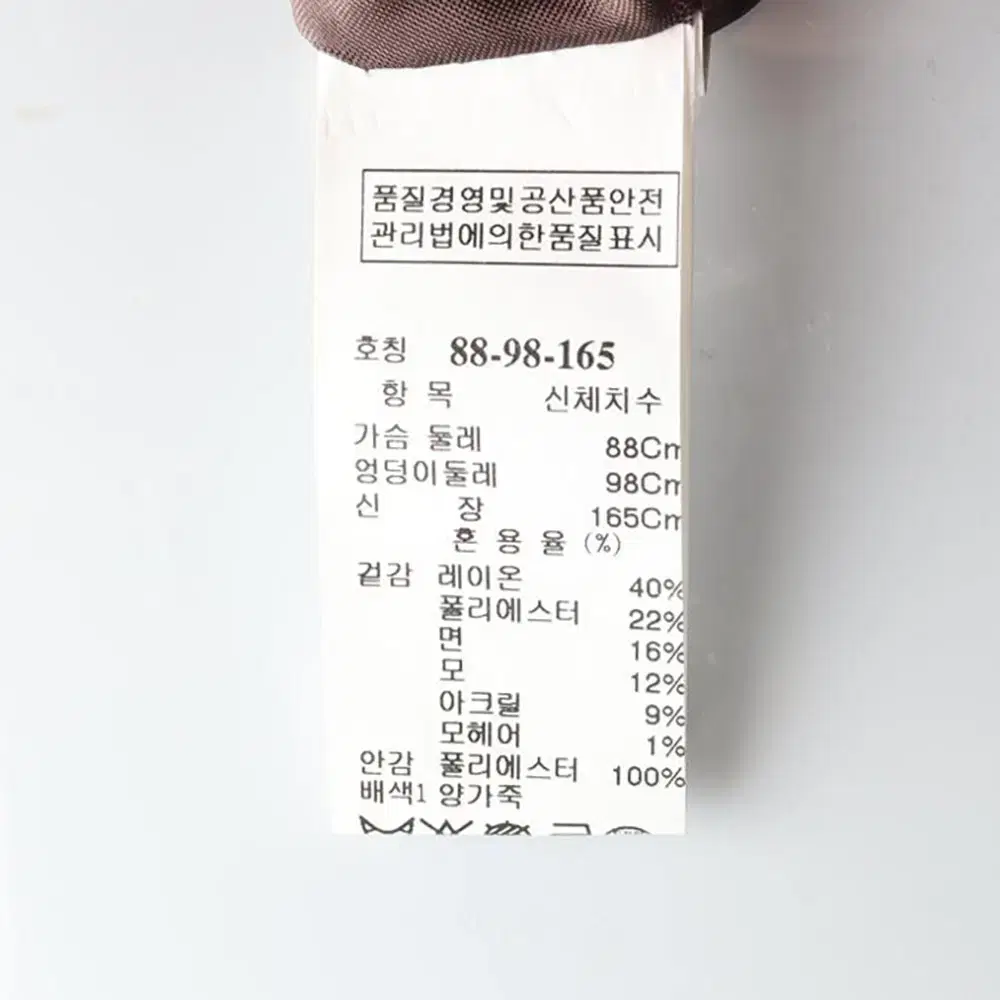 품질경영및공산품안전
관리법에의한품질표시
호칭 88-98-165
항 목 신체치수
가슴 둘레 88Cm
엉덩이둘레 98Cm
신 장 165Cm
혼 용 율 (%)
겉감 레이온 40%
폴리에스터 22%
면 16%
모 12%
아크릴 9%
모헤어 1%
안감 폴리에스터 100%
배색1 양가죽